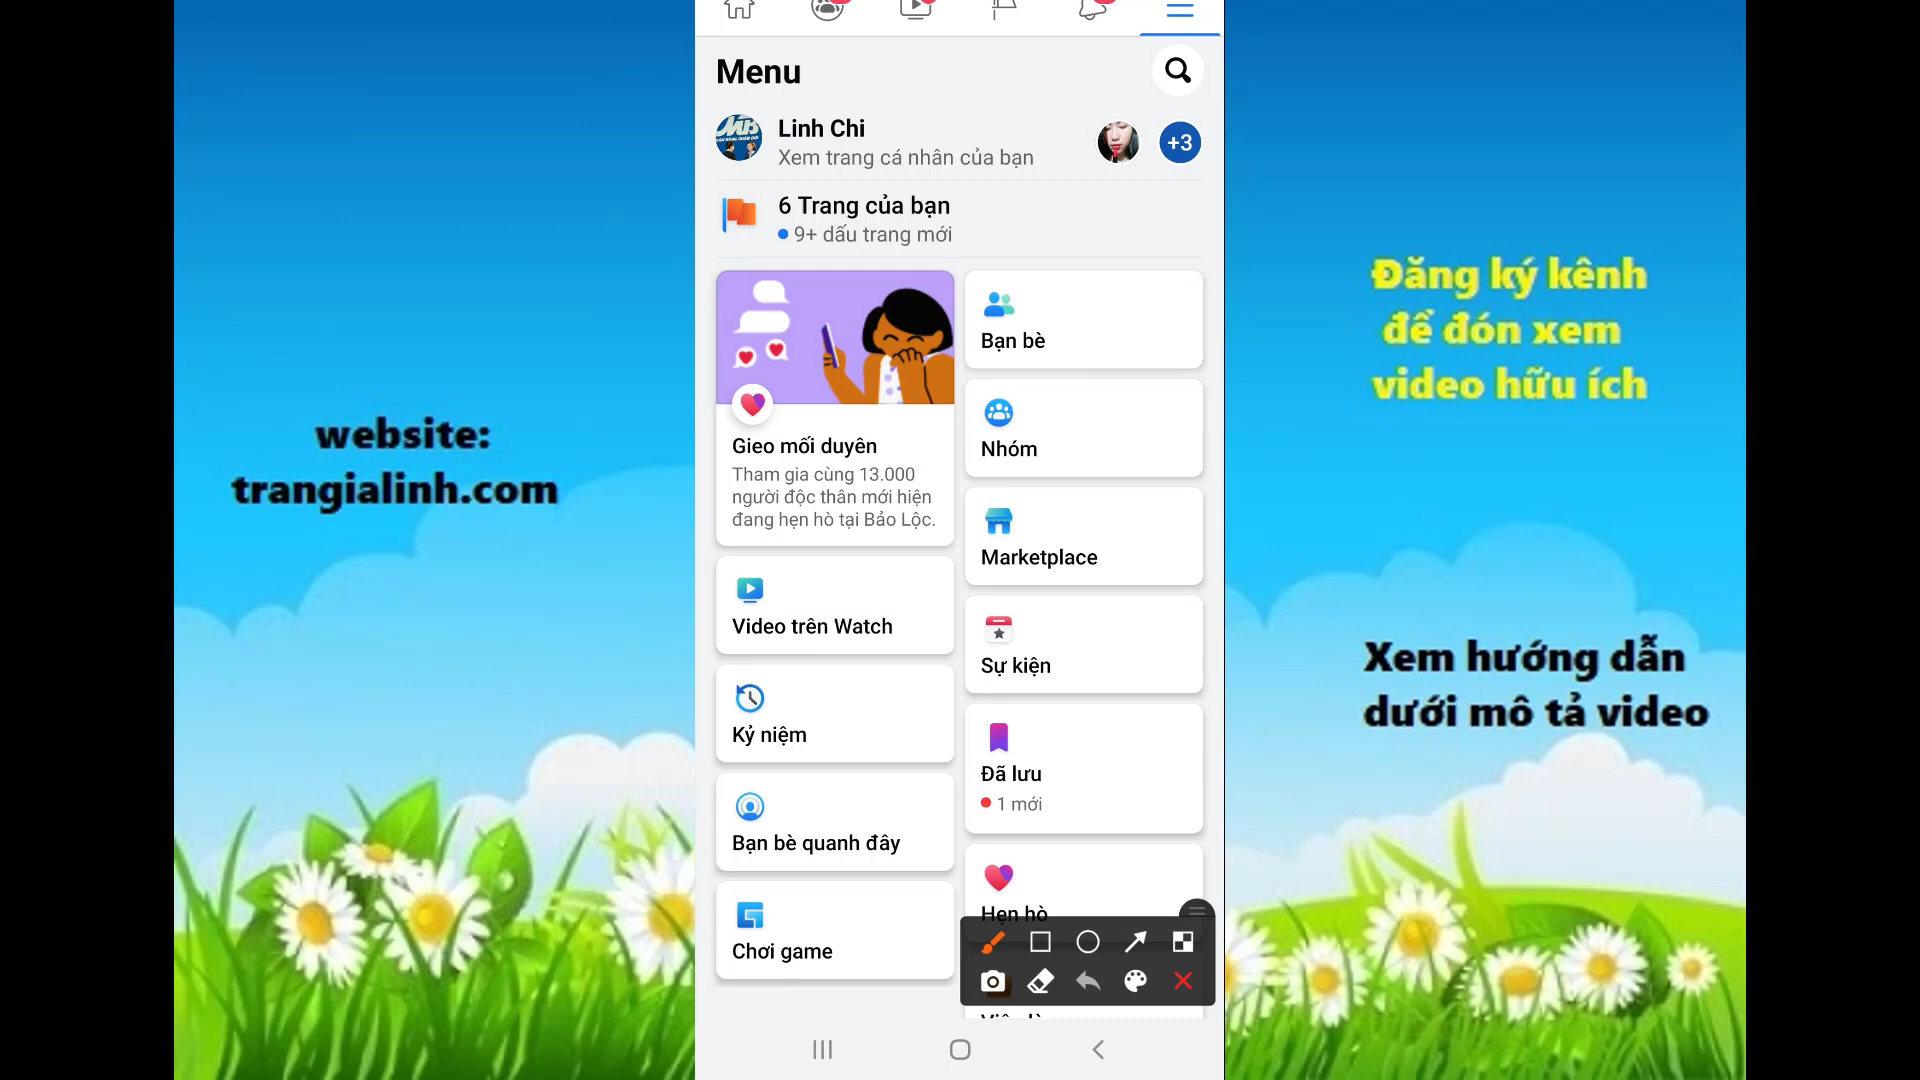 Menu
Linh Chi
Xem trang cá nhân của bạn
+3
6 Trang của bạn
9+ dấu trang mới
Gieo mối duyên
Tham gia cùng 13.000
người độc thân mới hiện
đang hẹn hò tại Bảo Lộc.
Video trên Watch
Kỷ niệm
Bạn bè quanh đây
Chơi game
Bạn bè
Nhóm
Marketplace
Sự kiện
Đã lưu
1 mới
Hẹn hò
website:
trangialinh.com
Đăng ký kênh
để đón xem
video hữu ích
Xem hướng dẫn
dưới mô tả video